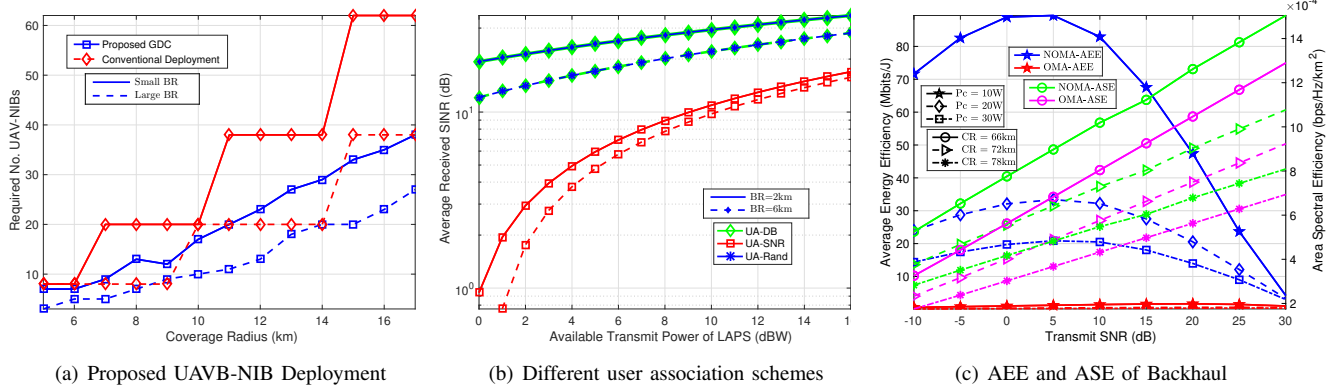 60
50
40
30
20
10
6
8
10
12
14
16
Required No. UAV-NIBs
Coverage Radius (km)
Proposed GDC
Conventional Deployment
Small BR
Large BR
(a) Proposed UAVB-NIB Deployment
10^1
10^0
0
2
4
6
8
10
12
14
1
Average Received SINR (dB)
Available Transmit Power of LAPS (dBW)
BR=2km
BR=6km
UA-DB
UA-SNR
UA-Rand
(b) Different user association schemes
×10^-4
80
70
60
50
40
30
20
10
14
12
10
8
6
4
2
-10
-5
0
5
10
15
20
25
30
Average Energy Efficiency (Mbits/J)
Area Spectral Efficiency (bps/Hz/km²)
Transmit SNR (dB)
NOMA-AEE
OMA-AEE
NOMA-ASE
OMA-ASE
Pc = 10W
Pc = 20W
Pc = 30W
CR = 66km
CR = 72km
CR = 78km
(c) AEE and ASE of Backhaul